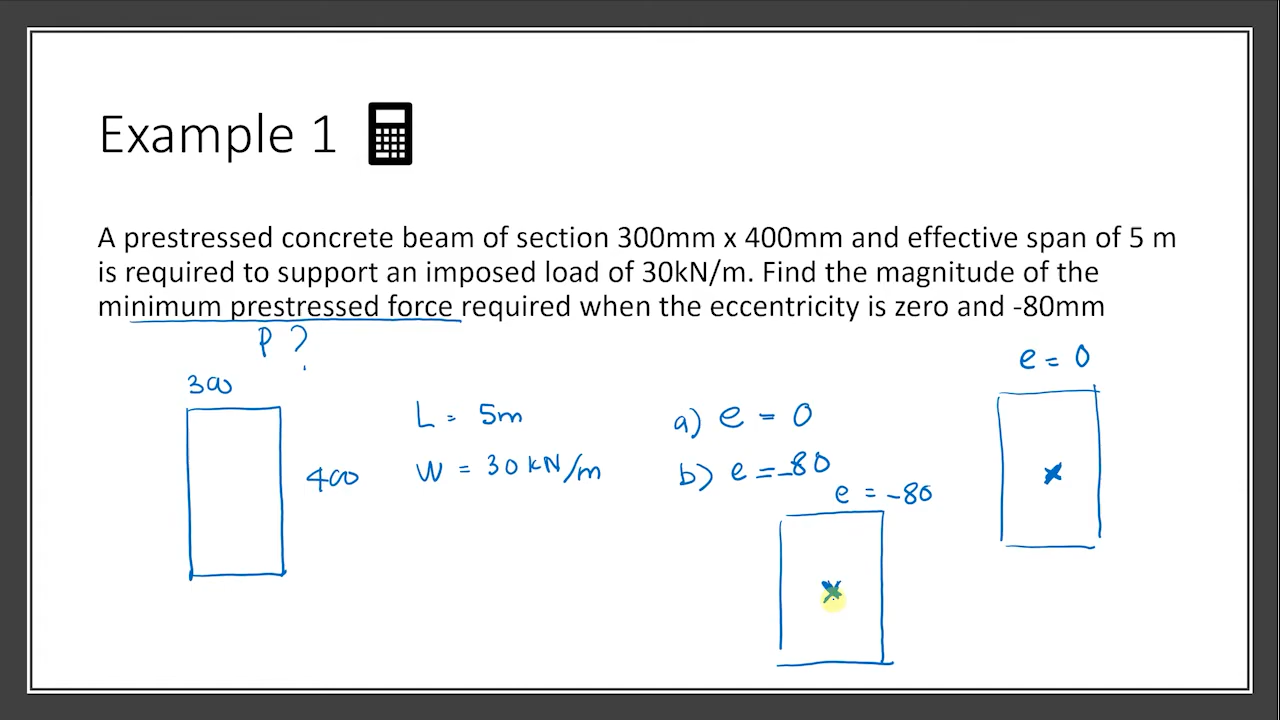 Example 1
A prestressed concrete beam of section 300mm x 400mm and effective span of 5 m
is required to support an imposed load of 30kN/m. Find the magnitude of the
minimum prestressed force required when the eccentricity is zero and -80mm
P ?
e = 0
300
L = 5m
a) e = 0
400
W = 30 kN/m
b) e = -80
e = -80